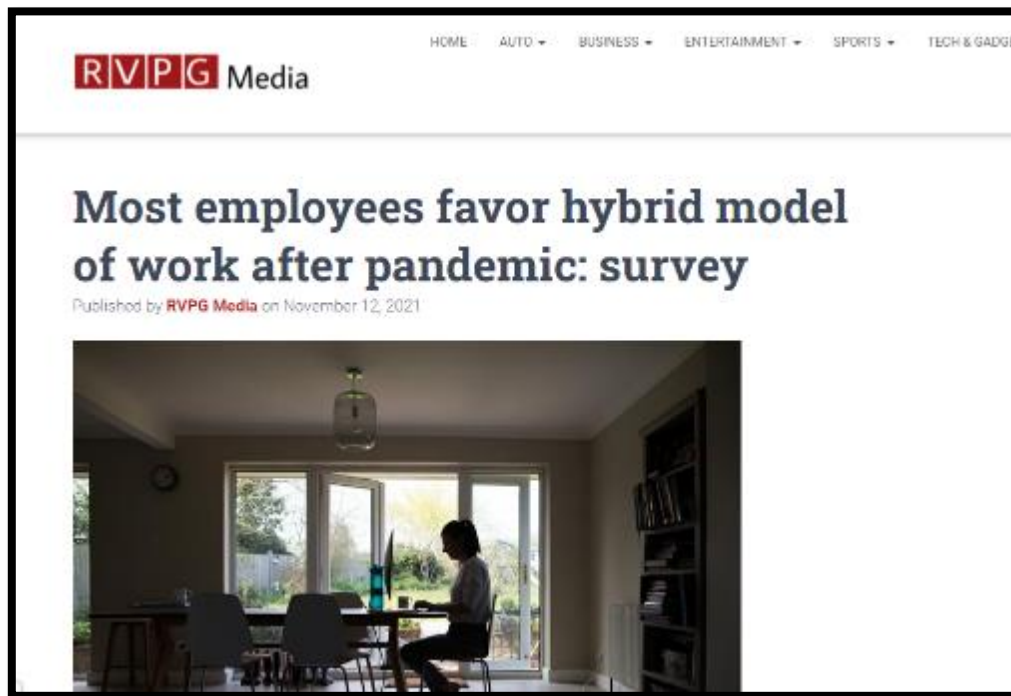 HOME AUTO BUSINESS ENTERTAINMENT SPORTS TECH & GADGE
RVPG Media
Most employees favor hybrid model
of work after pandemic: survey
Published by RVPG Media on November 12, 2021